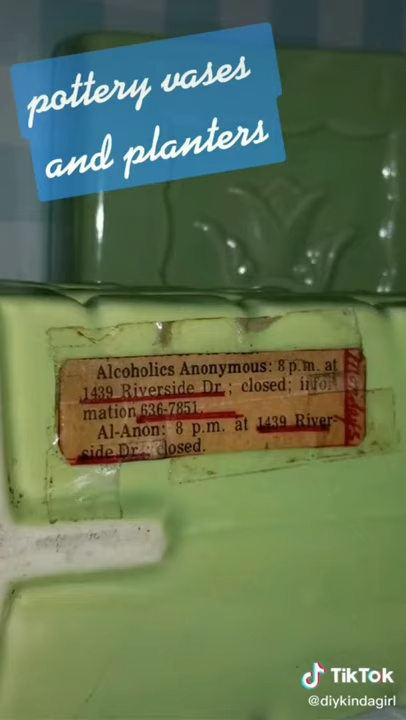 pottery vases
and planters
Alcoholics Anonymous: 8 p.m. at
1439 Riverside Dr.; closed; infor-
mation 636-7851.
Al-Anon: 8 p.m. at 1439 River-
side Dr.; closed.
TikTok
@diykindagirl